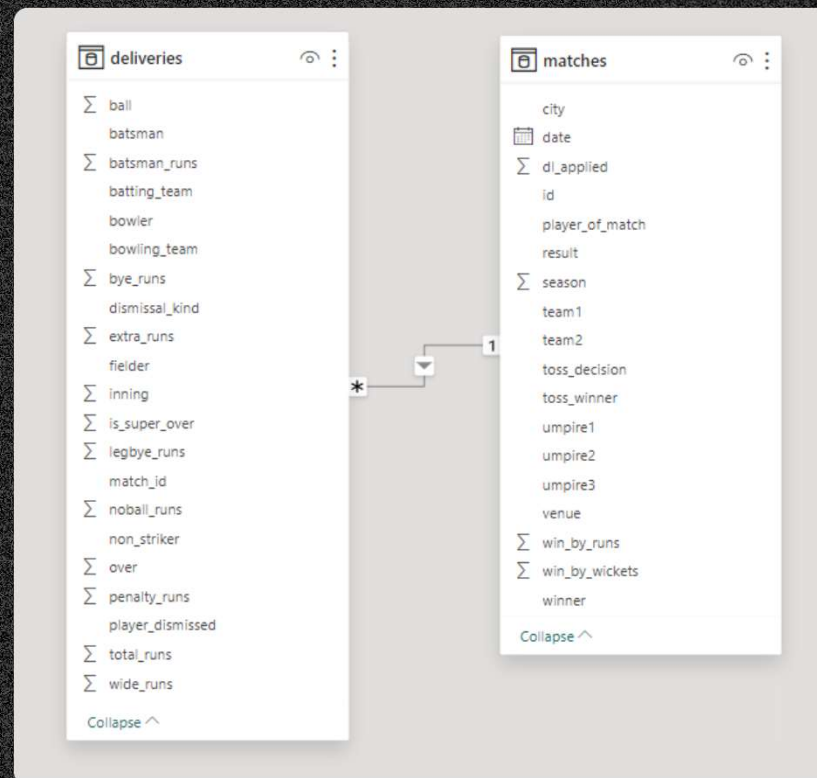 deliveries
ball
batsman
batsman_runs
batting_team
bowler
bowling_team
bye_runs
dismissal_kind
extra_runs
fielder
inning
is_super_over
legbye_runs
match_id
noball_runs
non_striker
over
penalty_runs
player_dismissed
total_runs
wide_runs
Collapse
*
1
matches
city
date
dl_applied
id
player_of_match
result
season
team1
team2
toss_decision
toss_winner
umpire1
umpire2
umpire3
venue
win_by_runs
win_by_wickets
winner
Collapse